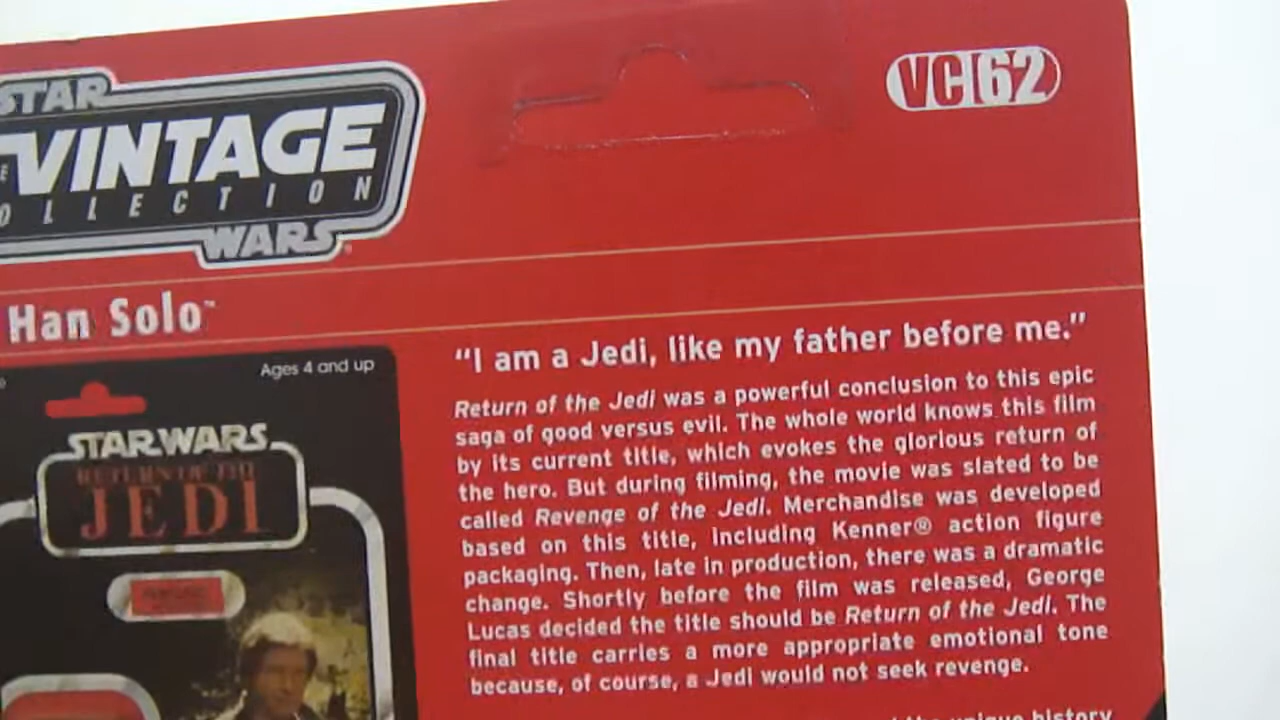 STAR
VINTAGE
OLLECTION
WARS
VC62
Han Solo™
Ages 4 and up
STAR WARS
RETURN OF THE
JEDI
“I am a Jedi, like my father before me.”
Return of the Jedi was a powerful conclusion to this epic
saga of good versus evil. The whole world knows this film
by its current title, which evokes the glorious return of
the hero. But during filming, the movie was slated to be
called Revenge of the Jedi. Merchandise was developed
based on this title, including Kenner® action figure
packaging. Then, late in production, there was a dramatic
change. Shortly before the film was released, George
Lucas decided the title should be Return of the Jedi. The
final title carries a more appropriate emotional tone
because, of course, a Jedi would not seek revenge.
the unique history